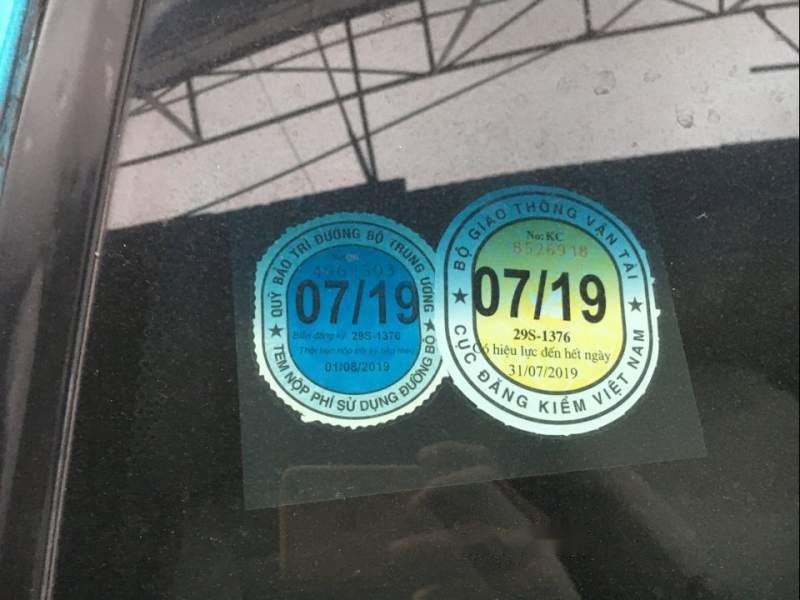 QUỸ BẢO TRÌ ĐƯỜNG BỘ TRUNG ƯƠNG
07/19
Biển đăng ký: 29S-1376
01/08/2019
★ TEM NỘP PHÍ SỬ DỤNG ĐƯỜNG BỘ ★
BỘ GIAO THÔNG VẬN TẢI
No: KC
8526918
07/19
29S-1376
Có hiệu lực đến hết ngày
31/07/2019
★ CỤC ĐĂNG KIỂM VIỆT NAM ★